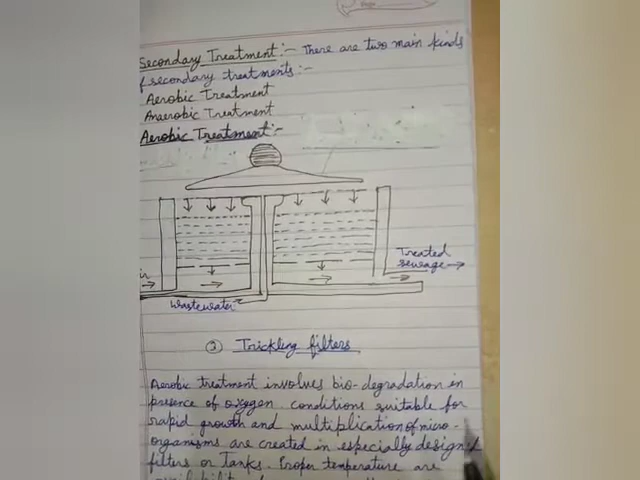 Secondary Treatment :- There are two main kinds
of secondary treatments :-
Aerobic Treatment
Anaerobic Treatment
Aerobic Treatment :-
Treated
sewage →
Wastewater
② Trickling filters
Aerobic treatment involves bio-degradation in
presence of oxygen. conditions suitable for
rapid growth and multiplication of micro-
organisms are created in especially design
filters or Tanks. Proper temperature are